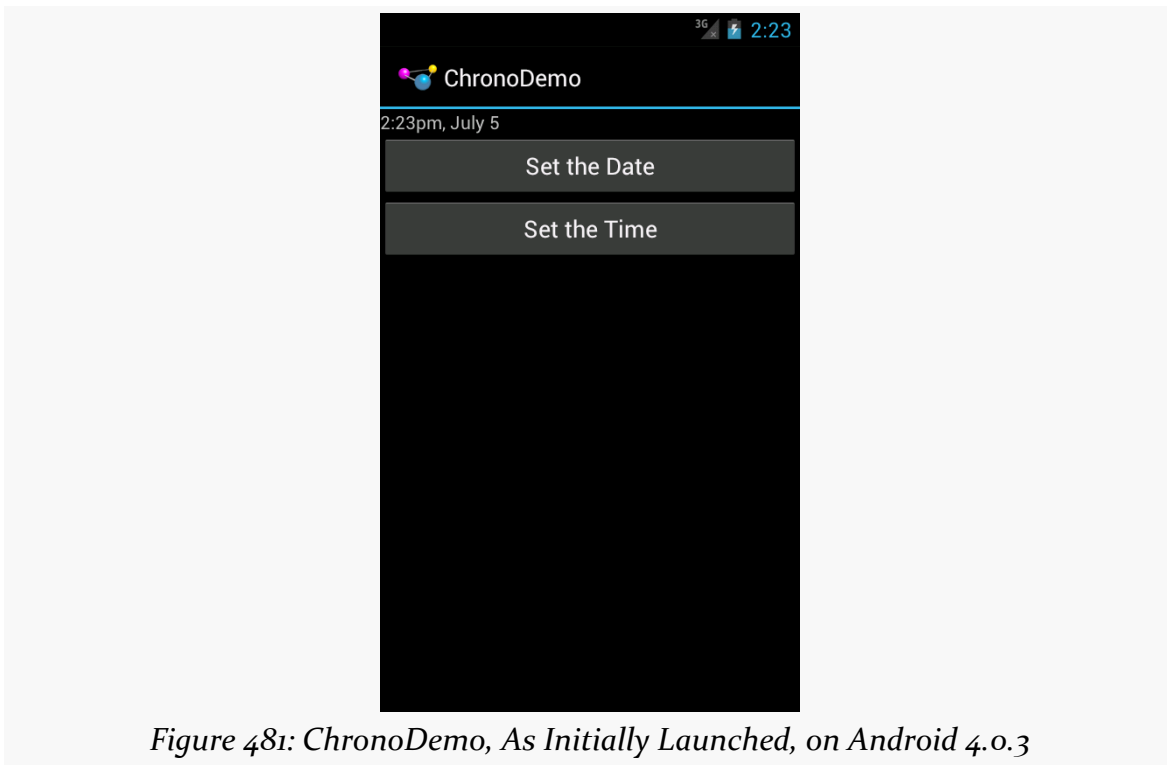 3G
2:23
ChronoDemo
2:23pm, July 5
Set the Date
Set the Time
Figure 481: ChronoDemo, As Initially Launched, on Android 4.0.3